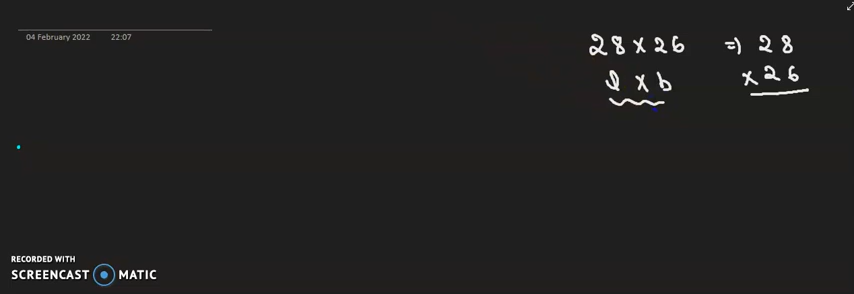 04 February 2022 22:07
28 × 26 ⇒ 28
l × b × 26
RECORDED WITH
SCREENCAST MATIC